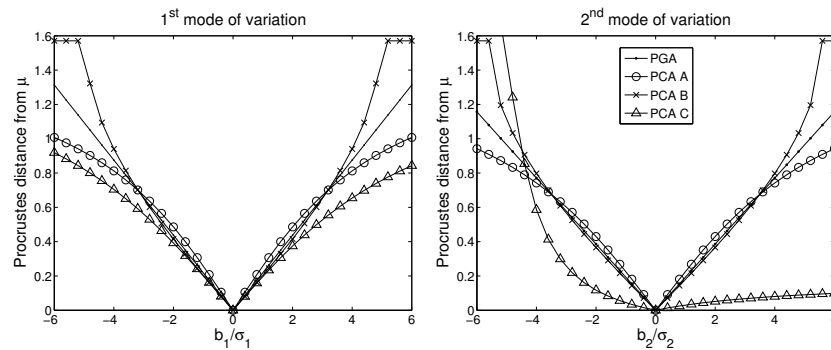 1st mode of variation
Procrustes distance from μ
1.6
1.4
1.2
1
0.8
0.6
0.4
0.2
0
−6 −4 −2 0 2 4 6
b1/σ1
2nd mode of variation
Procrustes distance from μ
1.6
1.4
1.2
1
0.8
0.6
0.4
0.2
0
−6 −4 −2 0 2 4
b2/σ2
PGA
PCA A
PCA B
PCA C